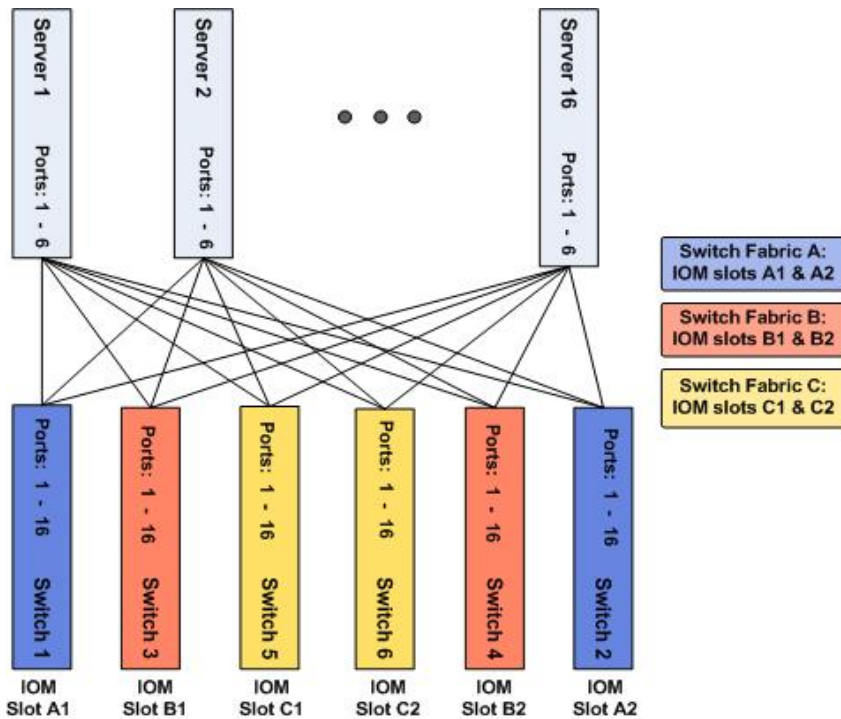 Server 1 Ports: 1 - 6
Server 2 Ports: 1 - 6
Server 16 Ports: 1 - 6
Switch Fabric A:
IOM slots A1 & A2
Switch Fabric B:
IOM slots B1 & B2
Switch Fabric C:
IOM slots C1 & C2
Ports: 1 - 16 Switch 1
Ports: 1 - 16 Switch 3
Ports: 1 - 16 Switch 5
Ports: 1 - 16 Switch 6
Ports: 1 - 16 Switch 4
Ports: 1 - 16 Switch 2
IOM
Slot A1
IOM
Slot B1
IOM
Slot C1
IOM
Slot C2
IOM
Slot B2
IOM
Slot A2